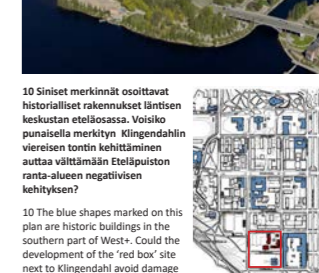 10 Siniset merkinnät osoittavat
historialliset rakennukset läntisen
keskustan eteläosassa. Voisiko
punaisella merkityn Klingendahlin
viereisen tontin kehittäminen
auttaa välttämään Eteläpuiston
ranta-alueen negatiivisen
kehityksen?
10 The blue shapes marked on this
plan are historic buildings in the
southern part of West+. Could the
development of the 'red box' site
next to Klingendahl avoid damage